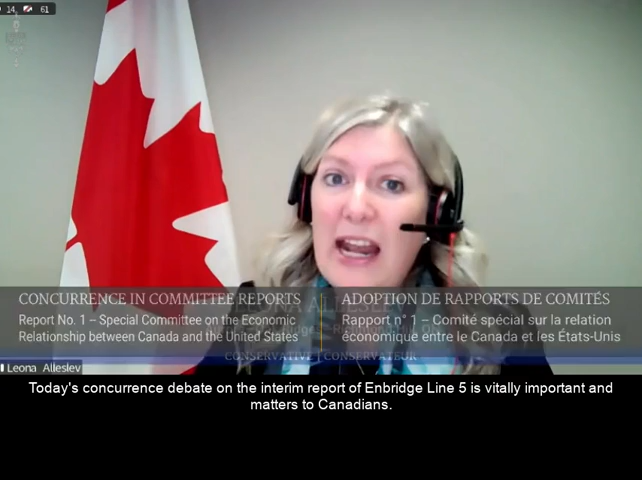 14, 61
CONCURRENCE IN COMMITTEE REPORTS
Report No. 1 – Special Committee on the Economic
Relationship between Canada and the United States
ADOPTION DE RAPPORTS DE COMITÉS
Rapport n° 1 – Comité spécial sur la relation
économique entre le Canada et les États-Unis
CONSERVATIVE | CONSERVATEUR
Leona Alleslev
Today's concurrence debate on the interim report of Enbridge Line 5 is vitally important and
matters to Canadians.